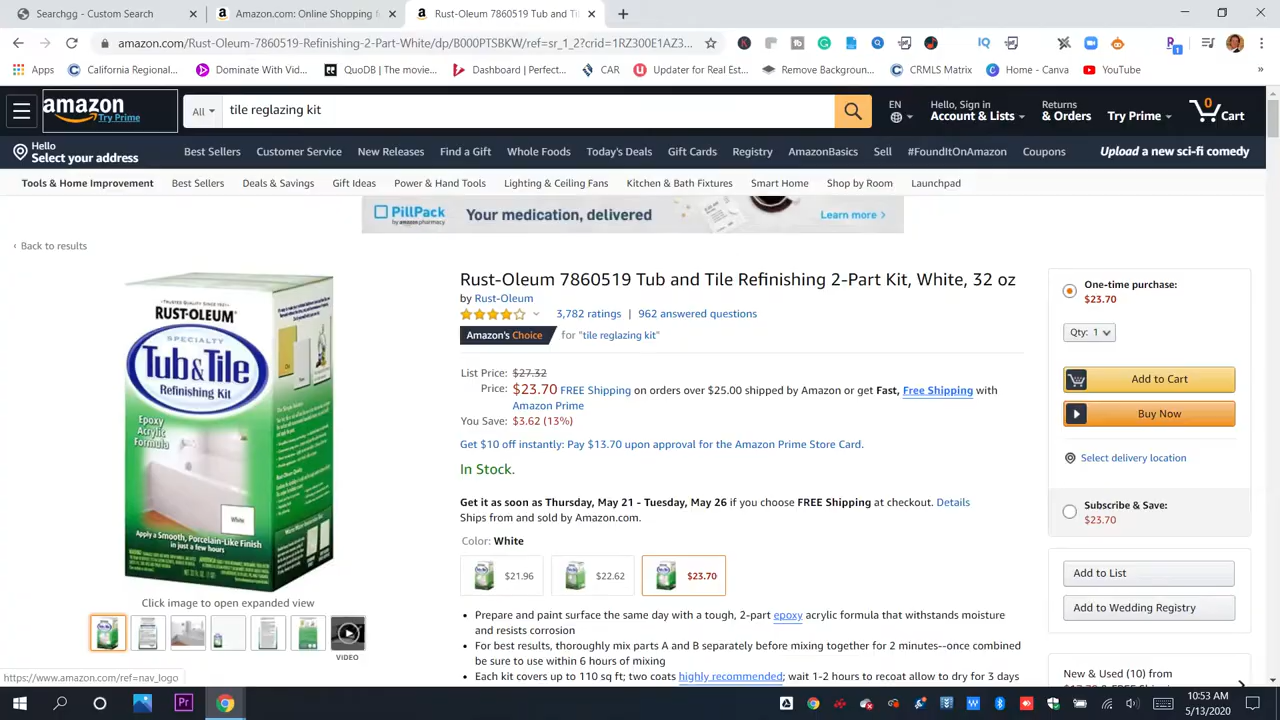 Searchgg - Custom Search
Amazon.com: Online Shopping f
Rust-Oleum 7860519 Tub and Til
amazon.com/Rust-Oleum-7860519-Refinishing-2-Part-White/dp/B000PTSBKW/ref=sr_1_2?crid=1RZ300E1AZ3...
Apps
California Regional...
Dominate With Vid...
QuoDB | The movie...
Dashboard | Perfect...
CAR
Updater for Real Est...
Remove Backgroun...
CRMLS Matrix
Home - Canva
YouTube
»
amazon
Try Prime
All
tile reglazing kit
EN
Hello, Sign in
Account & Lists
Returns
& Orders
Try Prime
0
Cart
Hello
Select your address
Best Sellers
Customer Service
New Releases
Find a Gift
Whole Foods
Today's Deals
Gift Cards
Registry
AmazonBasics
Sell
#FoundItOnAmazon
Coupons
Upload a new sci-fi comedy
Tools & Home Improvement
Best Sellers
Deals & Savings
Gift Ideas
Power & Hand Tools
Lighting & Ceiling Fans
Kitchen & Bath Fixtures
Smart Home
Shop by Room
Launchpad
PillPack
by amazon pharmacy
Your medication, delivered
Learn more >
‹ Back to results
RUST-OLEUM
SPECIALTY
Tub&Tile
Refinishing Kit
Epoxy
Acrylic
Formula
White
Apply a Smooth, Porcelain-Like Finish
in just a few hours
Click image to open expanded view
VIDEO
Rust-Oleum 7860519 Tub and Tile Refinishing 2-Part Kit, White, 32 oz
by Rust-Oleum
3,782 ratings | 962 answered questions
Amazon's Choice for "tile reglazing kit"
List Price: $27.32
Price: $23.70 FREE Shipping on orders over $25.00 shipped by Amazon or get Fast, Free Shipping with
Amazon Prime
You Save: $3.62 (13%)
Get $10 off instantly: Pay $13.70 upon approval for the Amazon Prime Store Card.
In Stock.
Get it as soon as Thursday, May 21 - Tuesday, May 26 if you choose FREE Shipping at checkout. Details
Ships from and sold by Amazon.com.
Color: White
$21.96
$22.62
$23.70
• Prepare and paint surface the same day with a tough, 2-part epoxy acrylic formula that withstands moisture
and resists corrosion
• For best results, thoroughly mix parts A and B separately before mixing together for 2 minutes--once combined
be sure to use within 6 hours of mixing
• Each kit covers up to 110 sq ft; two coats highly recommended; wait 1-2 hours to recoat allow to dry for 3 days
One-time purchase:
$23.70
Qty: 1
Add to Cart
Buy Now
Select delivery location
Subscribe & Save:
$23.70
Add to List
Add to Wedding Registry
New & Used (10) from
https://www.amazon.com/ref=nav_logo
10:53 AM
5/13/2020